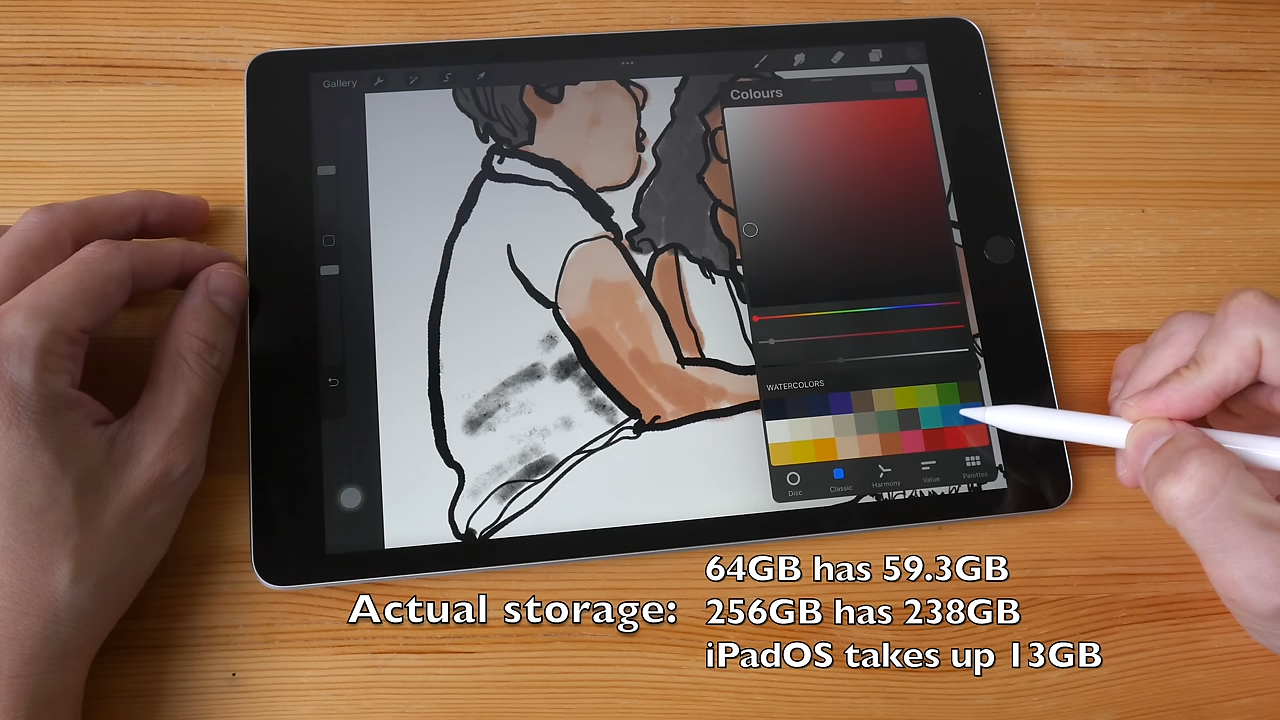 Gallery
Colours
WATERCOLORS
Disc
Classic
Harmony
Value
Palettes
64GB has 59.3GB
Actual storage: 256GB has 238GB
iPadOS takes up 13GB